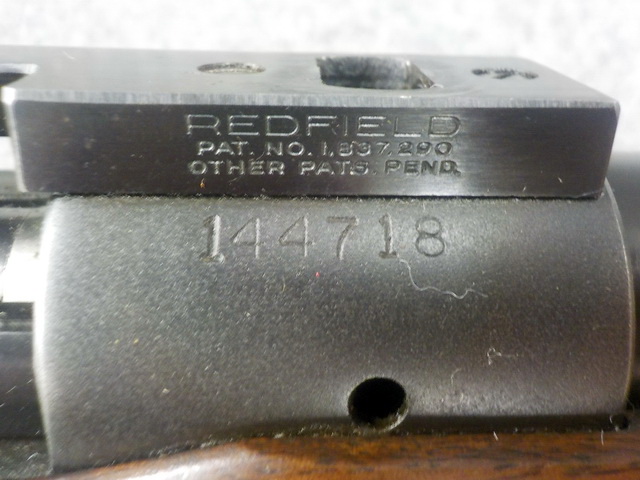 REDFIELD
PAT. NO. 1,837,290
OTHER PATS. PEND.
144718